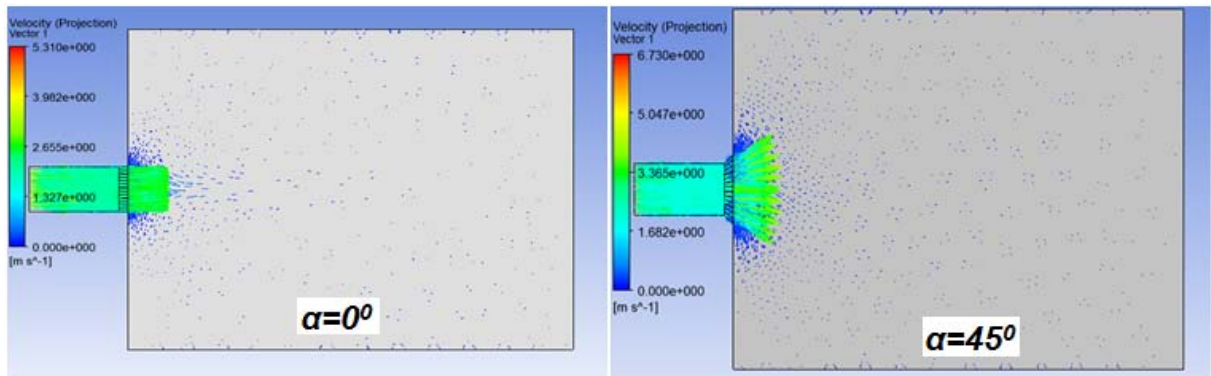 Velocity (Projection)
Vector 1
5.310e+000
3.982e+000
2.655e+000
1.327e+000
0.000e+000
[m s^-1]
α=0⁰
Velocity (Projection)
Vector 1
6.730e+000
5.047e+000
3.365e+000
1.682e+000
0.000e+000
[m s^-1]
α=45⁰